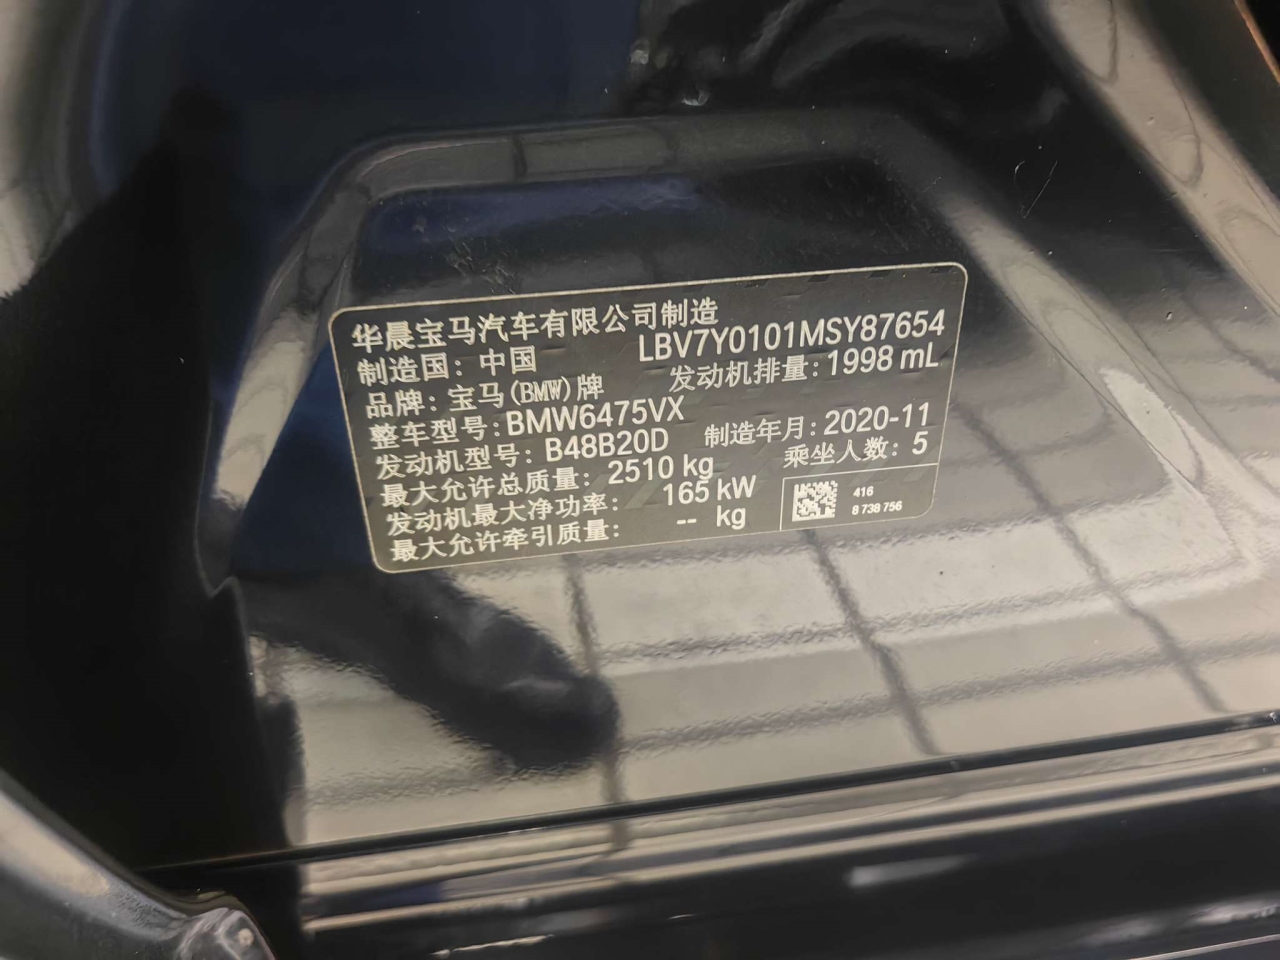 华晨宝马汽车有限公司制造
制造国：中国 LBV7Y0101MSY87654
品牌：宝马(BMW)牌 发动机排量：1998 mL
整车型号：BMW6475VX
发动机型号：B48B20D 制造年月：2020-11
最大允许总质量：2510 kg 乘坐人数：5
发动机最大净功率：165 kW
最大允许牵引质量：-- kg
416
8 738 756